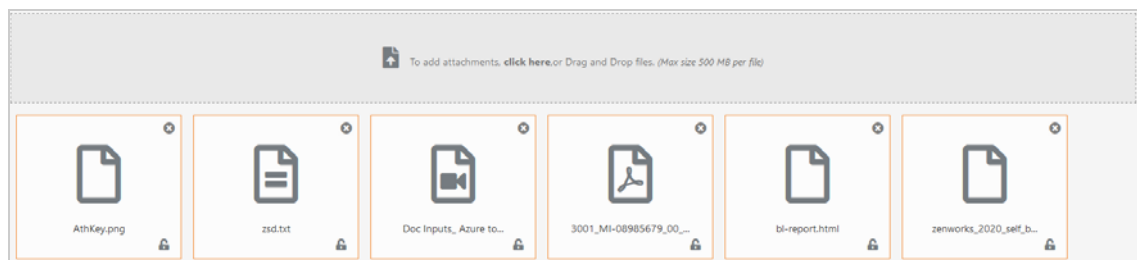 To add attachments, click here,or Drag and Drop files. (Max size 500 MB per file)
AthKey.png
zsd.txt
Doc Inputs_ Azure to...
3001_MI-08985679_00_...
bl-report.html
zenworks_2020_self_b...